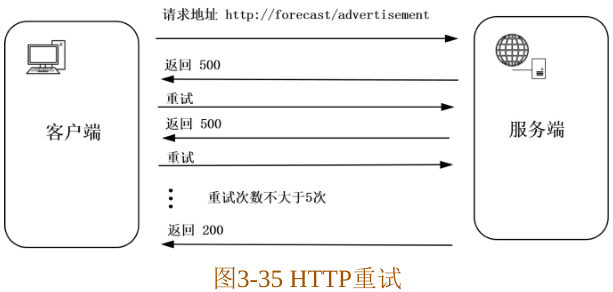 请求地址 http://forecast/advertisement
返回 500
重试
返回 500
客户端
服务端
重试
重试次数不大于5次
返回 200
图3-35 HTTP重试